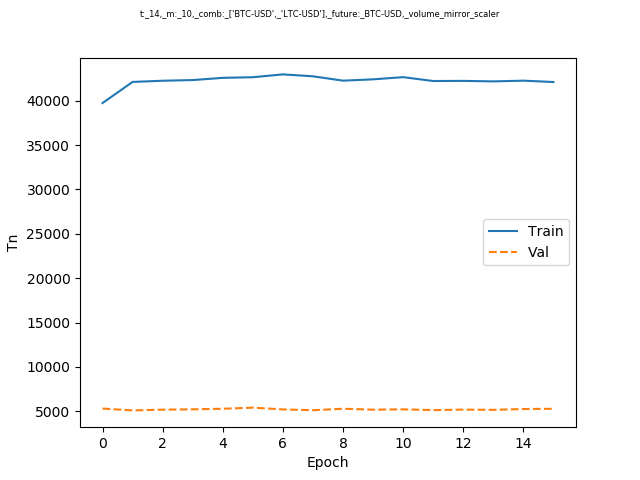 t:_14,_m:_10,_comb:_['BTC-USD',_'LTC-USD'],_future:_BTC-USD,_volume_mirror_scaler
40000
35000
30000
25000
20000
15000
10000
5000
Tn
Train
Val
0 2 4 6 8 10 12 14
Epoch